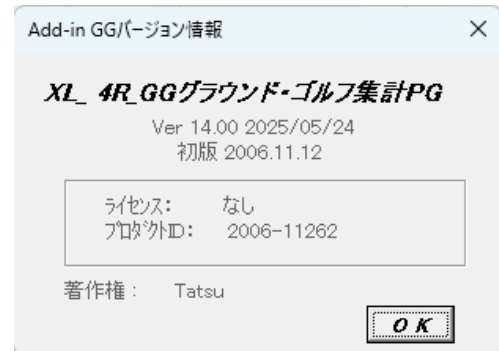 Add-in GGバージョン情報
XL_ 4R_GGグラウンド・ゴルフ集計PG
Ver 14.00 2025/05/24
初版 2006.11.12
ﾗｲｾﾝｽ: なし
ﾌﾟﾛﾀﾞｸﾄID: 2006-11262
著作権: Tatsu
OK